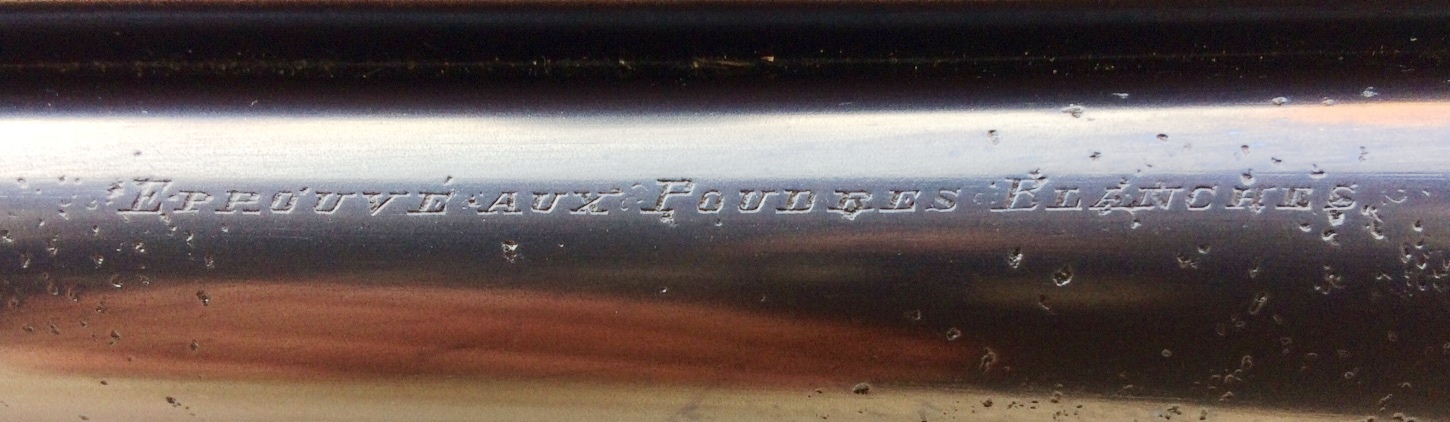 EPROUVÉ AUX POUDRES BLANCHES